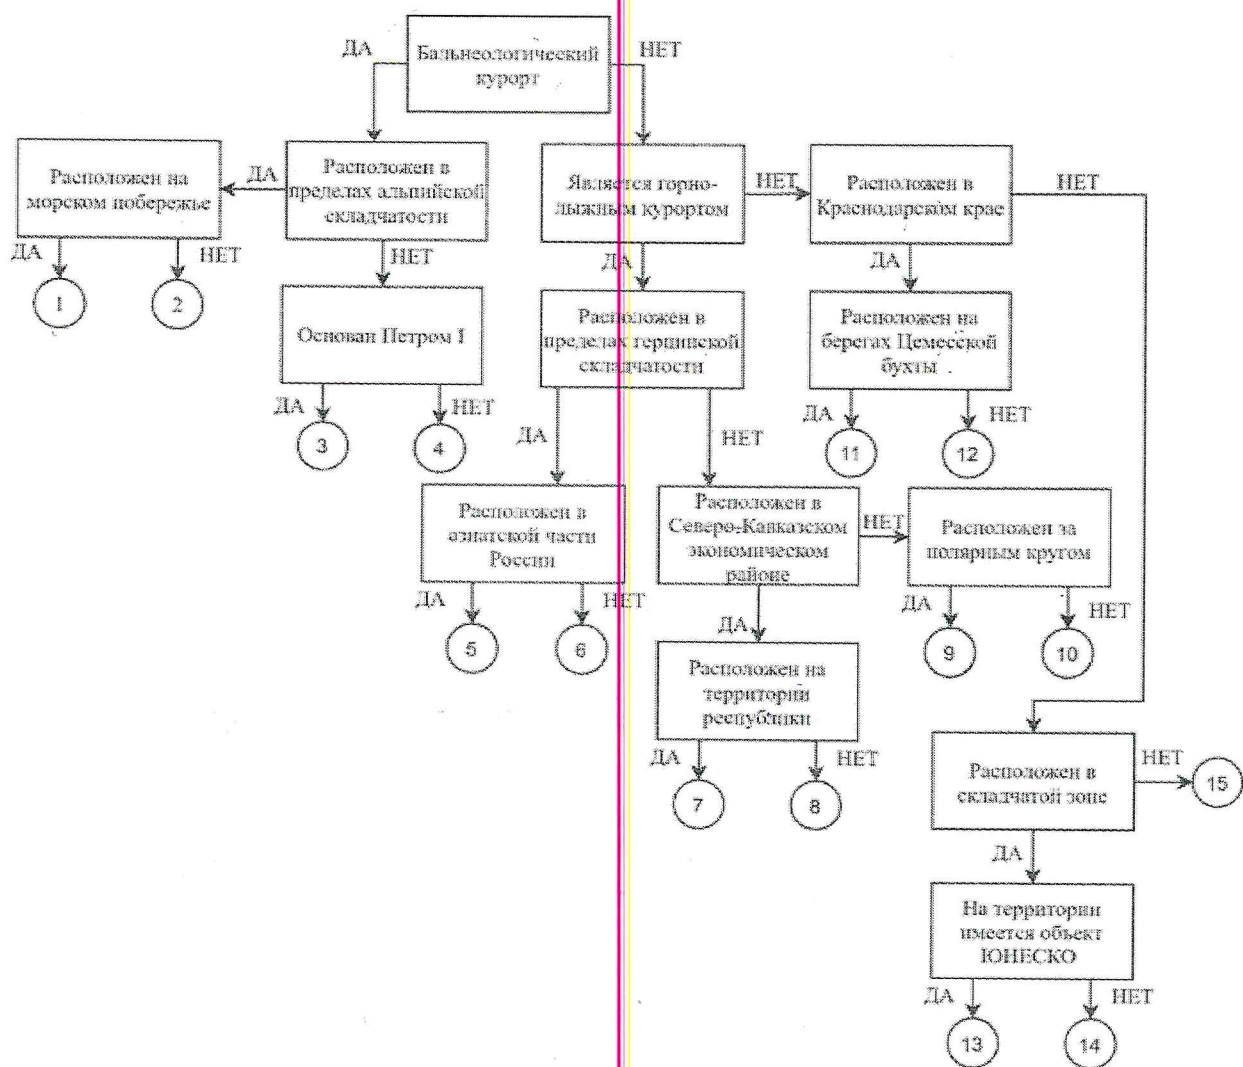 Бальнеологический
курорт
ДА
НЕТ
Расположен на
морском побережье
ДА
Расположен в
пределах альпийской
складчатости
Является горно-
лыжным курортом
НЕТ
Расположен в
Краснодарском крае
НЕТ
ДА
НЕТ
НЕТ
ДА
ДА
1
2
Основан Петром I
Расположен в
пределах герцинской
складчатости
Расположен на
берегах Цемесской
бухты
ДА
НЕТ
ДА
НЕТ
ДА
НЕТ
3
4
11
12
Расположен в
азиатской части
России
Расположен в
Северо-Кавказском
экономическом
районе
НЕТ
Расположен за
полярным кругом
ДА
НЕТ
ДА
ДА
НЕТ
5
6
9
10
Расположен на
территории
республики
ДА
НЕТ
7
8
Расположен в
складчатой зоне
НЕТ
15
ДА
На территории
имеется объект
ЮНЕСКО
ДА
НЕТ
13
14